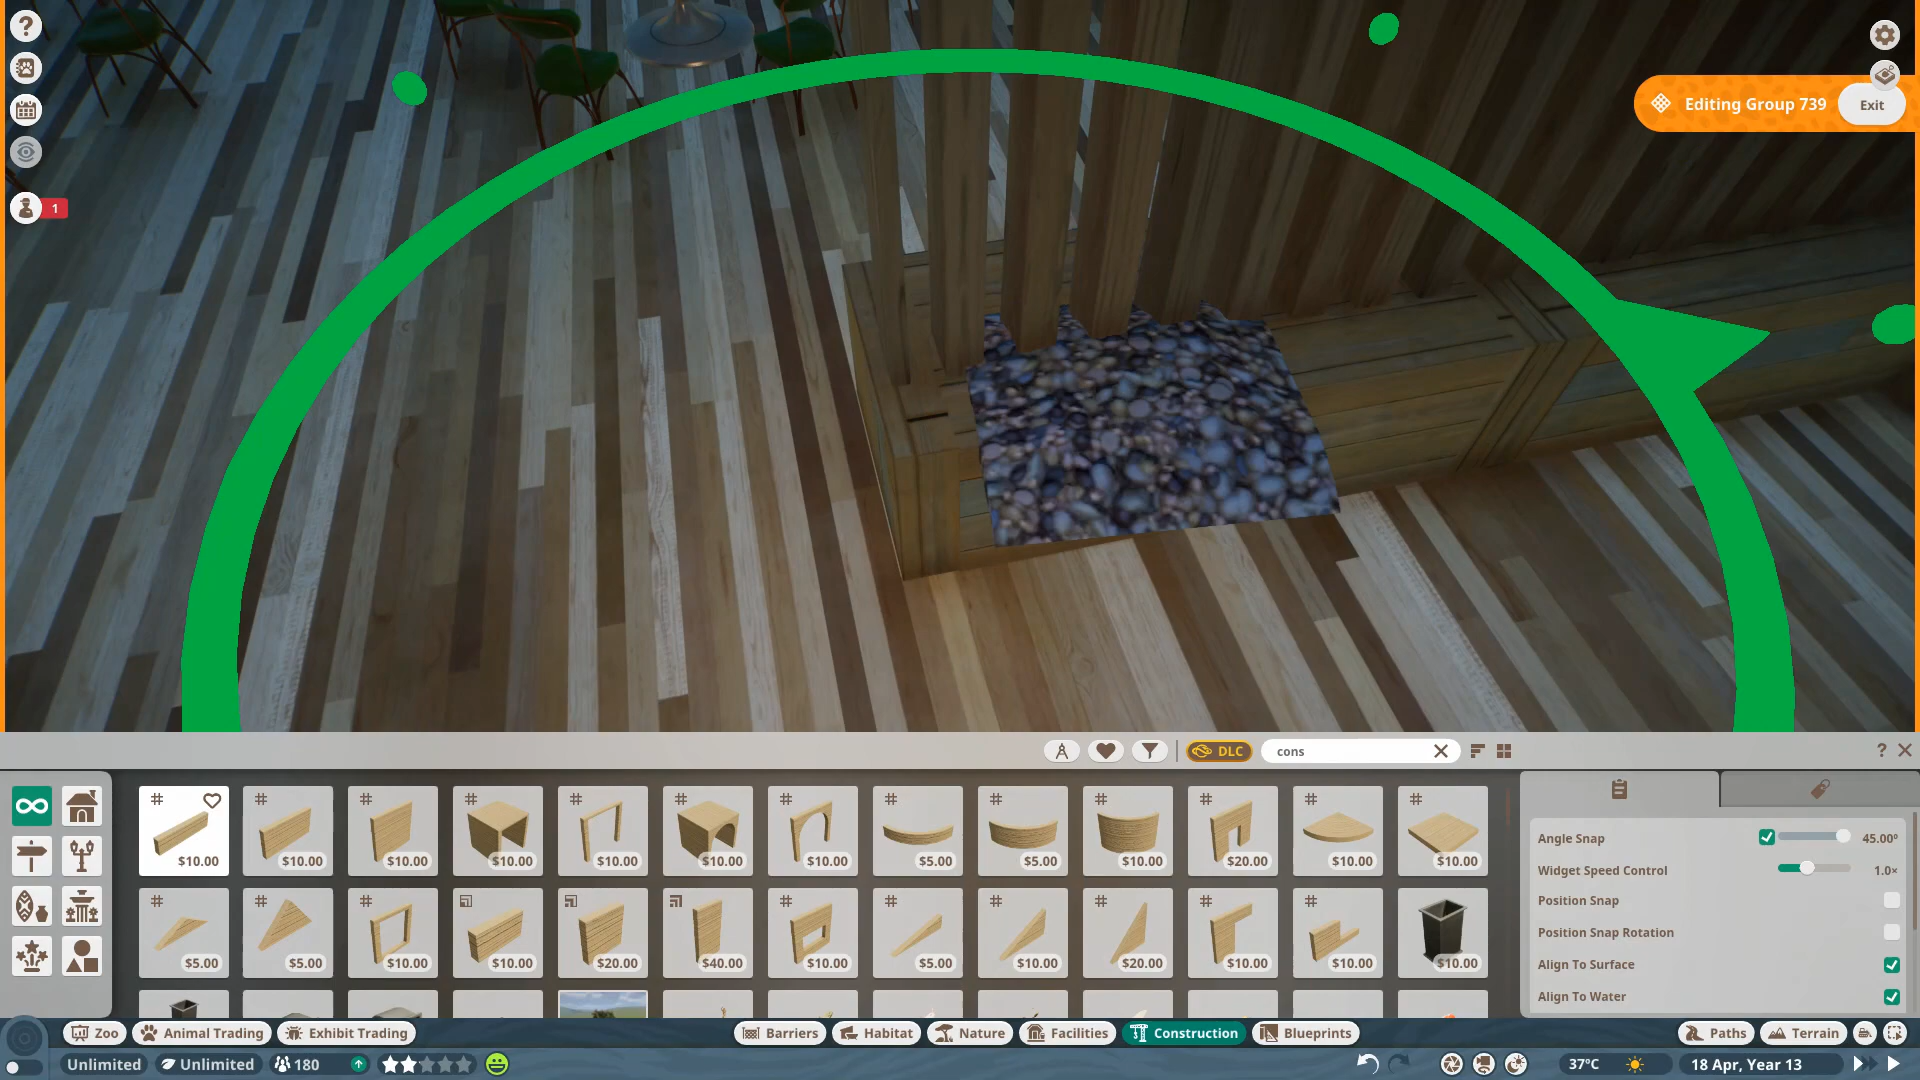 ?
1
Editing Group 739
Exit
DLC
cons
?
$10.00
$10.00
$10.00
$10.00
$10.00
$10.00
$10.00
$5.00
$5.00
$10.00
$20.00
$10.00
$10.00
$5.00
$5.00
$10.00
$10.00
$20.00
$40.00
$10.00
$5.00
$10.00
$20.00
$10.00
$10.00
$10.00
Angle Snap
45.00º
Widget Speed Control
1.0×
Position Snap
Position Snap Rotation
Align To Surface
Align To Water
Zoo
Animal Trading
Exhibit Trading
Barriers
Habitat
Nature
Facilities
Construction
Blueprints
Paths
Terrain
Unlimited
Unlimited
180
37°C
18 Apr, Year 13